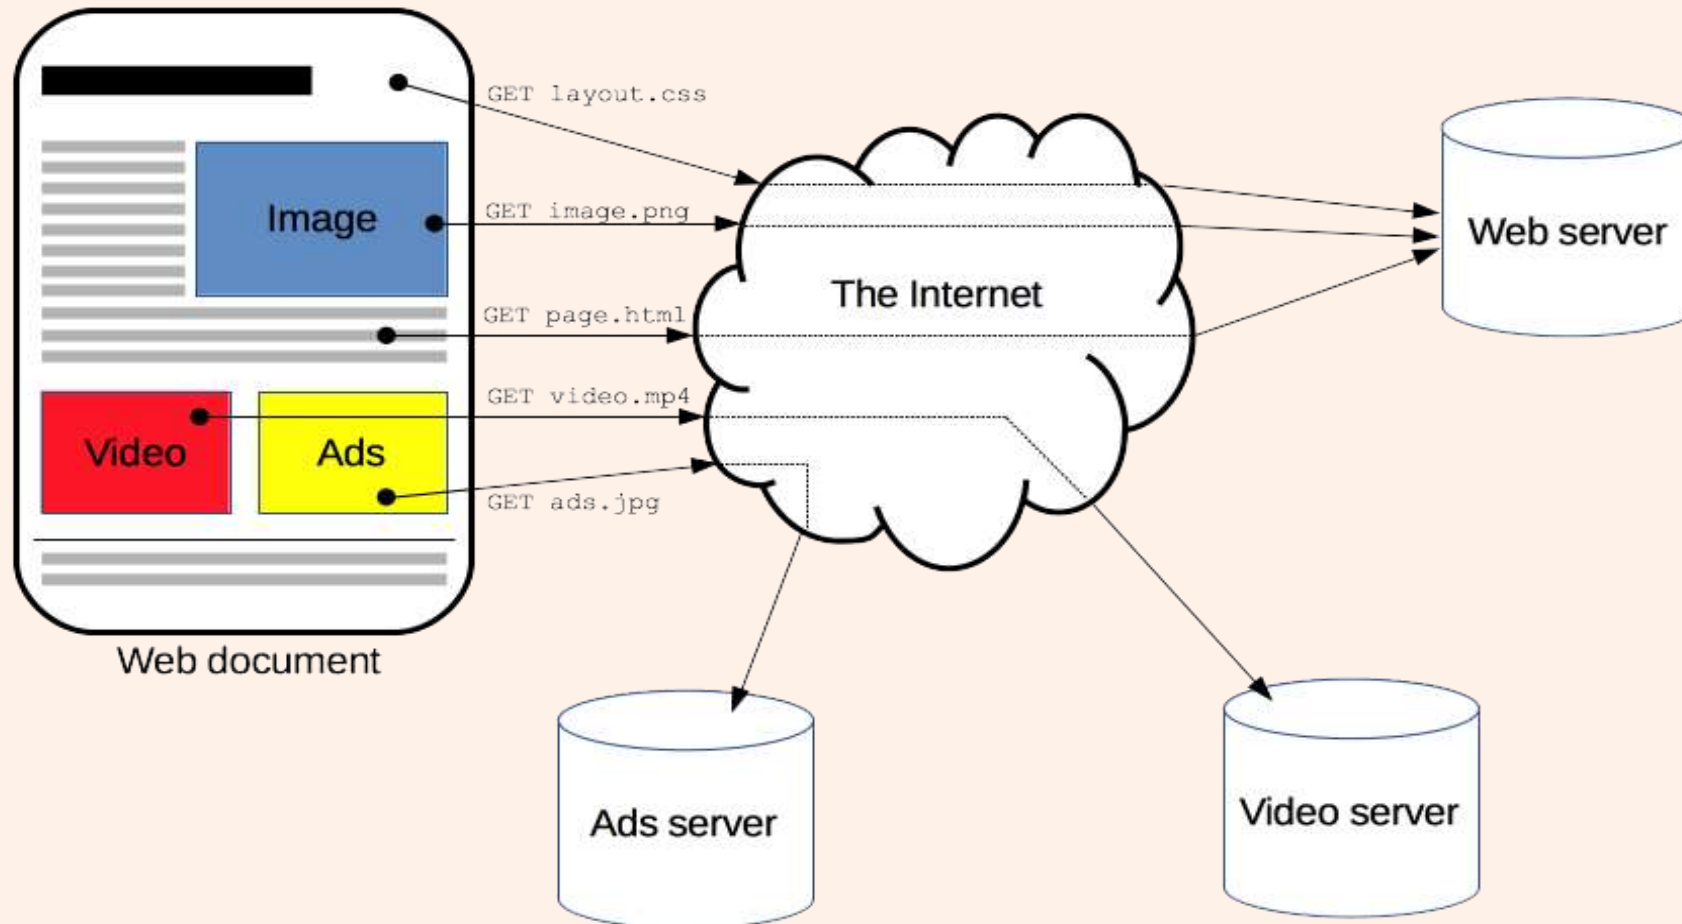 GET layout.css
Image
GET image.png
Web server
The Internet
GET page.html
GET video.mp4
Video
Ads
GET ads.jpg
Web document
Ads server
Video server